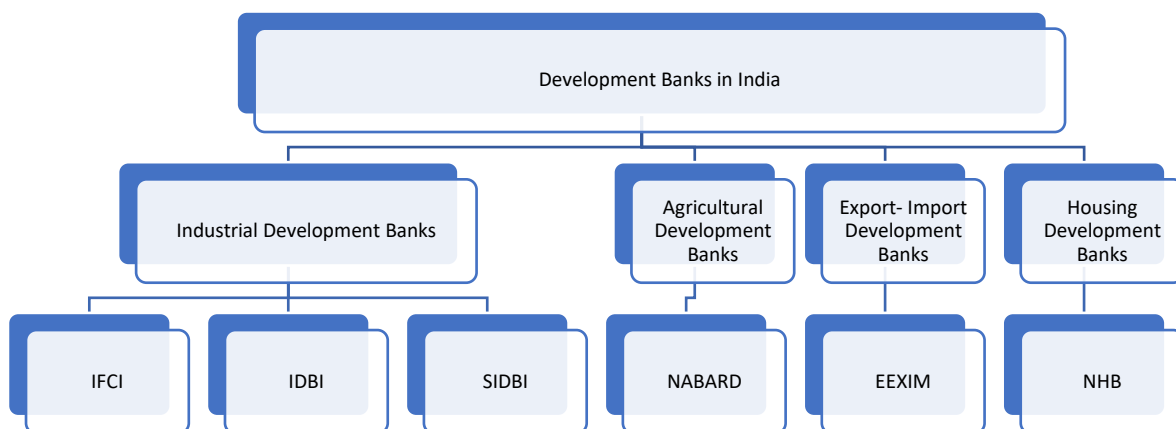 Development Banks in India
Industrial Development Banks
Agricultural
Development
Banks
Export- Import
Development
Banks
Housing
Development
Banks
IFCI
IDBI
SIDBI
NABARD
EEXIM
NHB